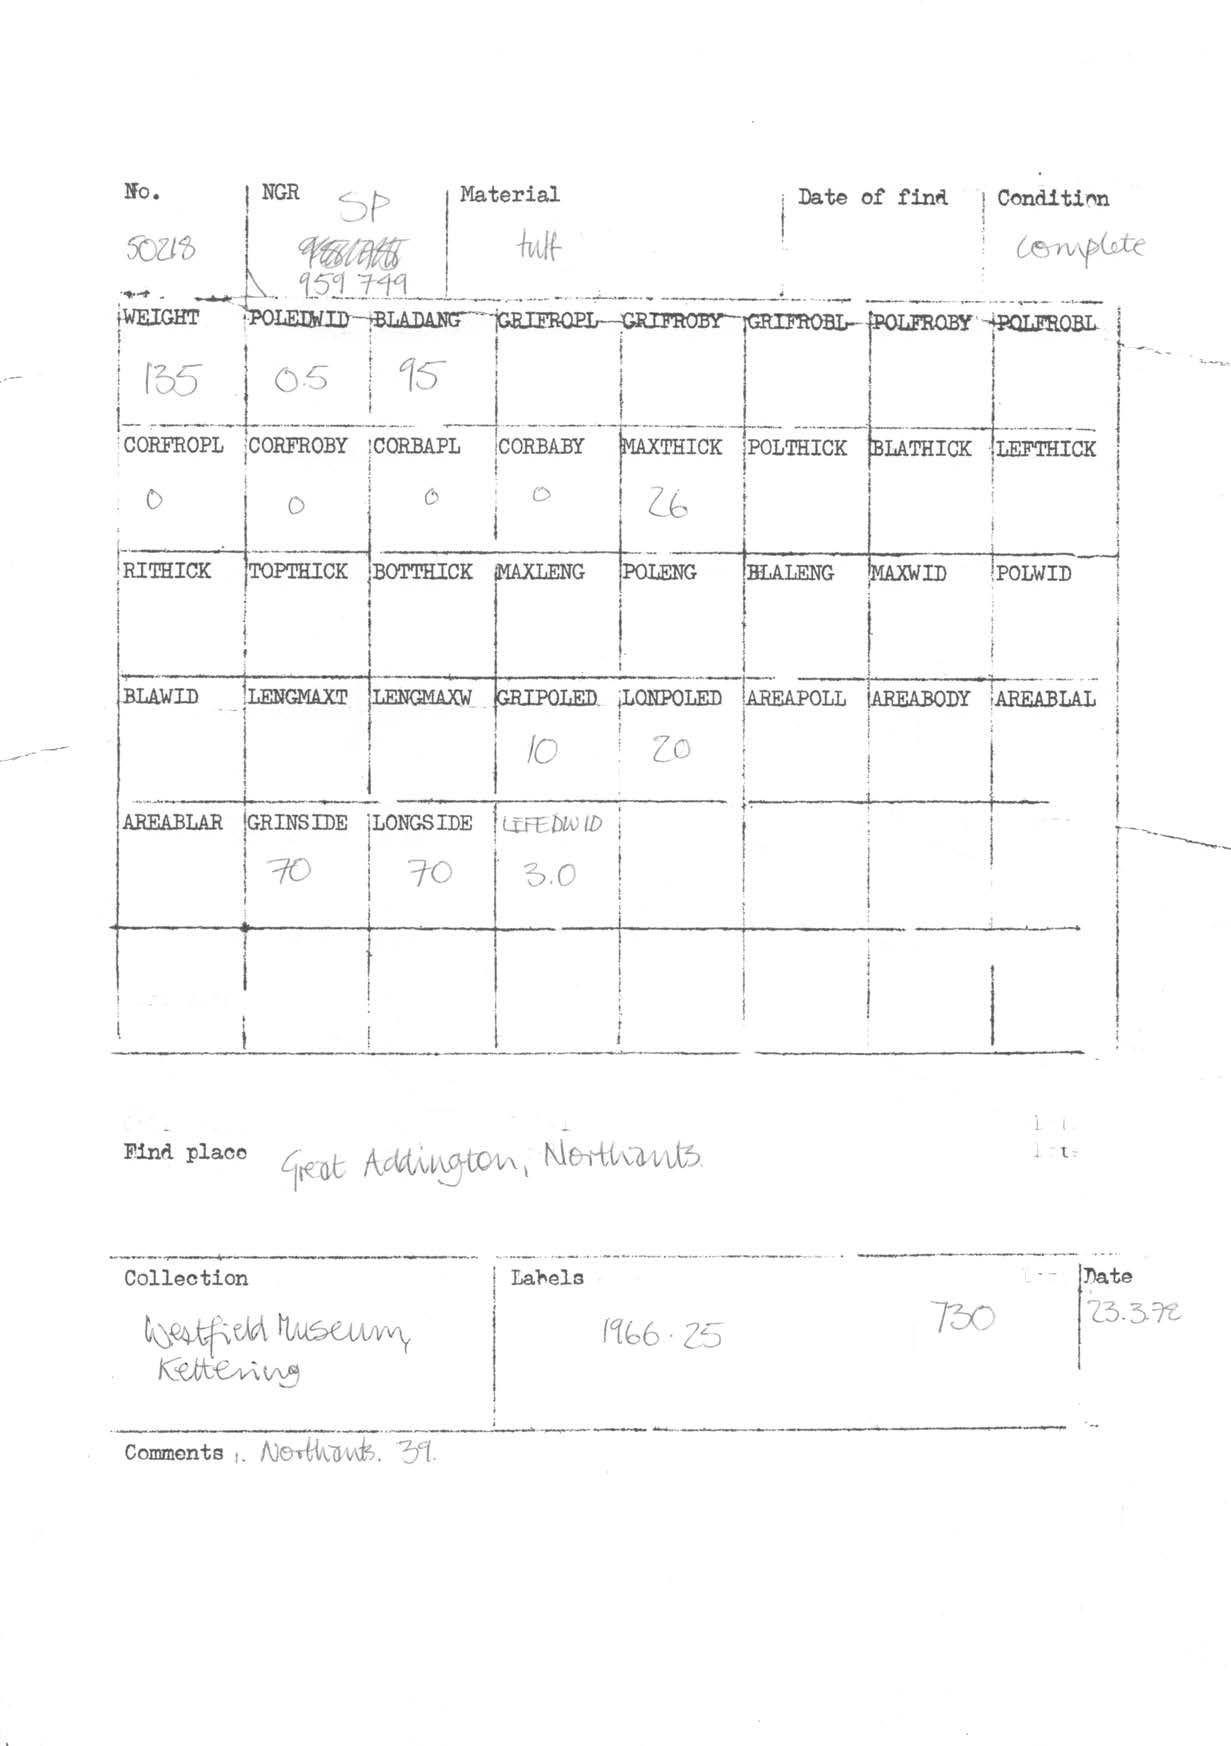 No. NGR SP Material Date of find Condition
50218 tuff complete
959 749
WEIGHT POLEDWID BLADANG GRIFROPL GRIFROBY GRIFROBL POLFROBY POLFROBL
135 0.5 95
CORFROPL CORFROBY CORBAPL CORBABY MAXTHICK POLTHICK BLATHICK LEFTHICK
0 0 0 0 26
RITHICK TOPTHICK BOTTHICK MAXLENG POLENG BLALENG MAXWID POLWID
BLAWID LENGMAXT LENGMAXW GRIPOLED LONPOLED AREAPOLL AREABODY AREABLAL
10 20
AREABLAR GRINSIDE LONGSIDE LEFEDWID
70 70 3.0
Find place Great Addington, Northants.
Collection Labels Date
Westfield Museum, 1966.25 730 23.3.72
Kettering
Comments Northants. 39.